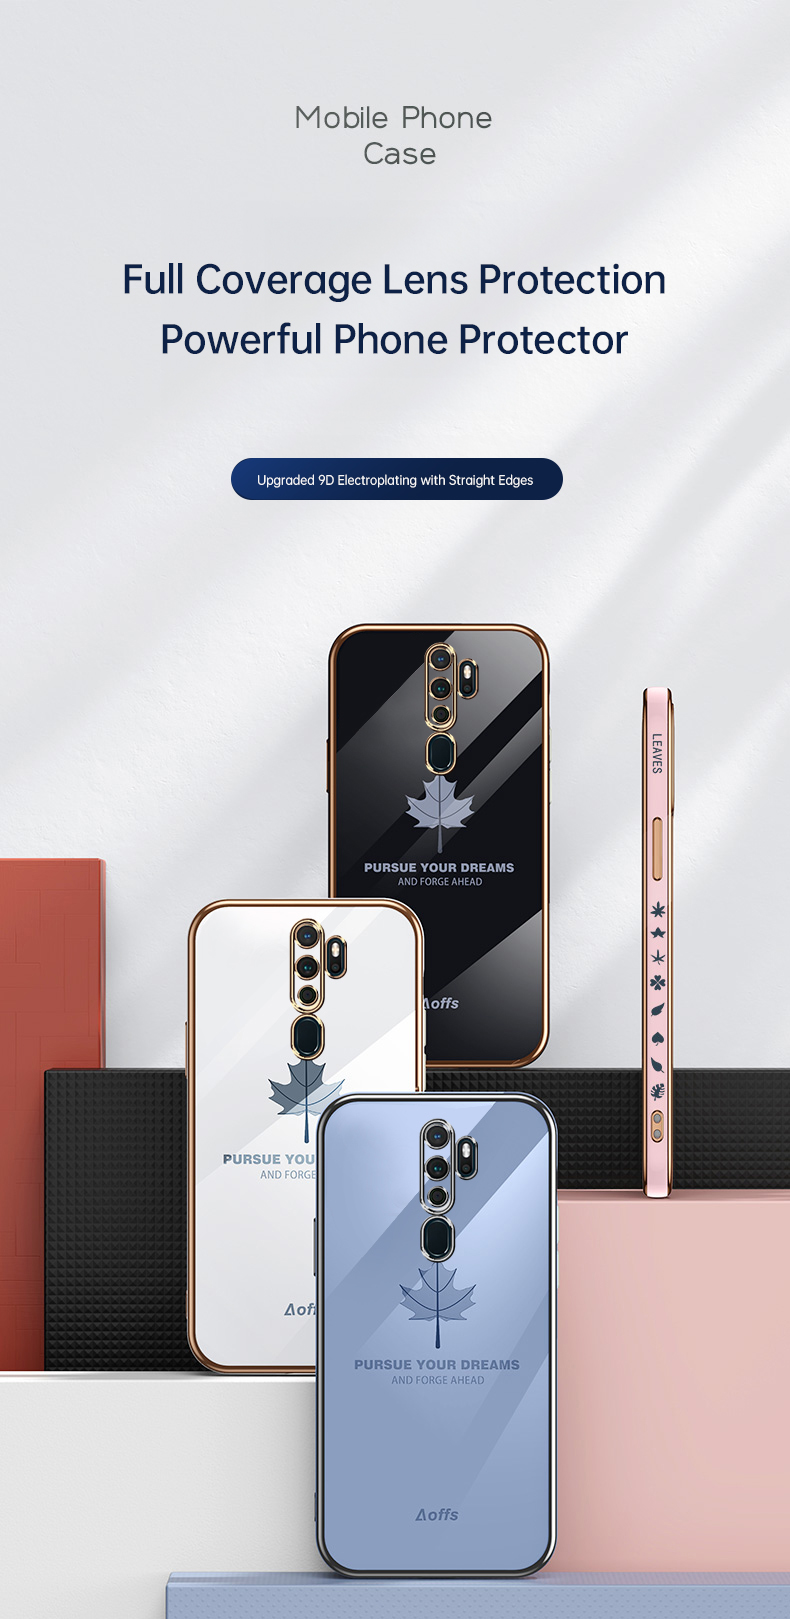 Mobile Phone
Case
Full Coverage Lens Protection
Powerful Phone Protector
Upgraded 9D Electroplating with Straight Edges
LEAVES
PURSUE YOUR DREAMS
AND FORGE AHEAD
Aoffs
PURSUE YOU
AND FORGE
Aof
PURSUE YOUR DREAMS
AND FORGE AHEAD
Aoffs